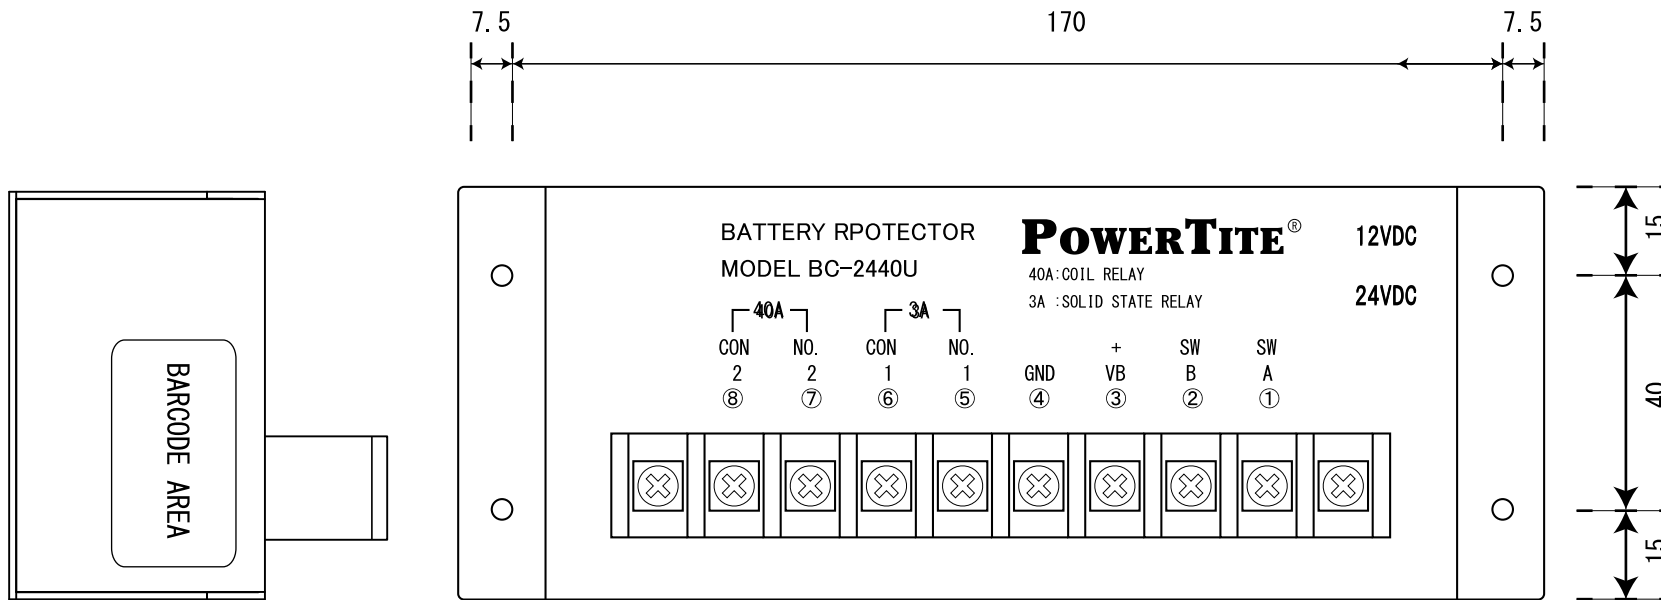 7.5 170 7.5
BATTERY RPOTECTOR
MODEL BC-2440U
POWERTITE®
40A:COIL RELAY
3A :SOLID STATE RELAY
12VDC
24VDC
40A 3A
CON NO. CON NO. + SW SW
2 2 1 1 GND VB B A
⑧ ⑦ ⑥ ⑤ ④ ③ ② ①
BARCODE AREA
15
40
15